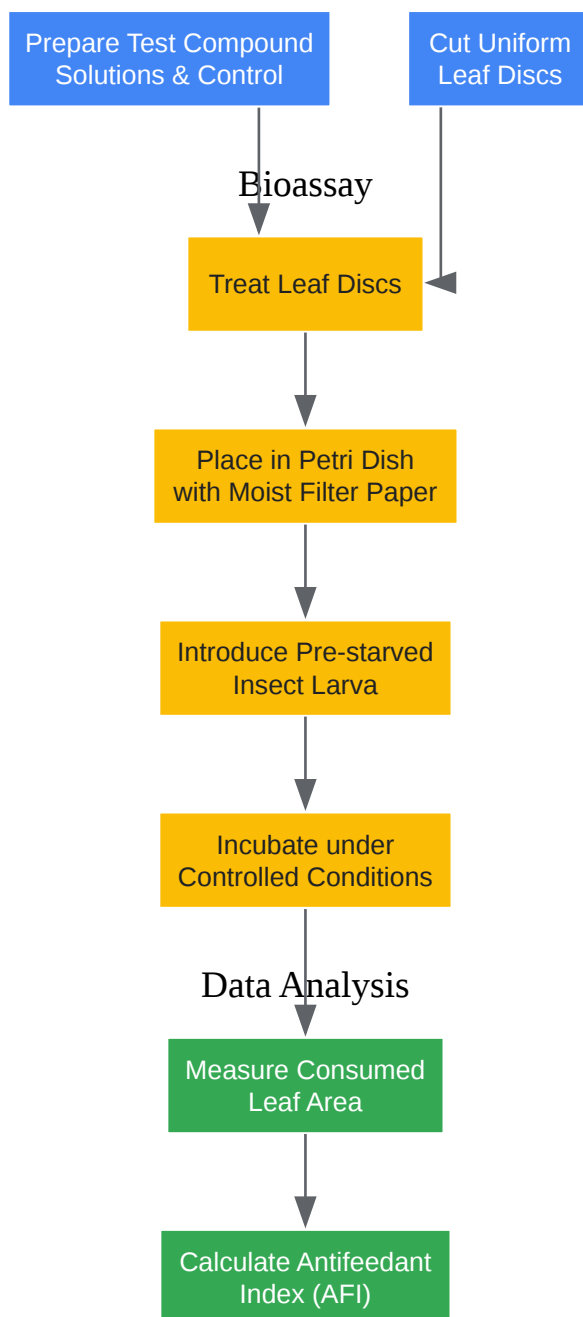 Prepare Test Compound
Solutions & Control
Cut Uniform
Leaf Discs
Bioassay
Treat Leaf Discs
Place in Petri Dish
with Moist Filter Paper
Introduce Pre-starved
Insect Larva
Incubate under
Controlled Conditions
Data Analysis
Measure Consumed
Leaf Area
Calculate Antifeedant
Index (AFI)